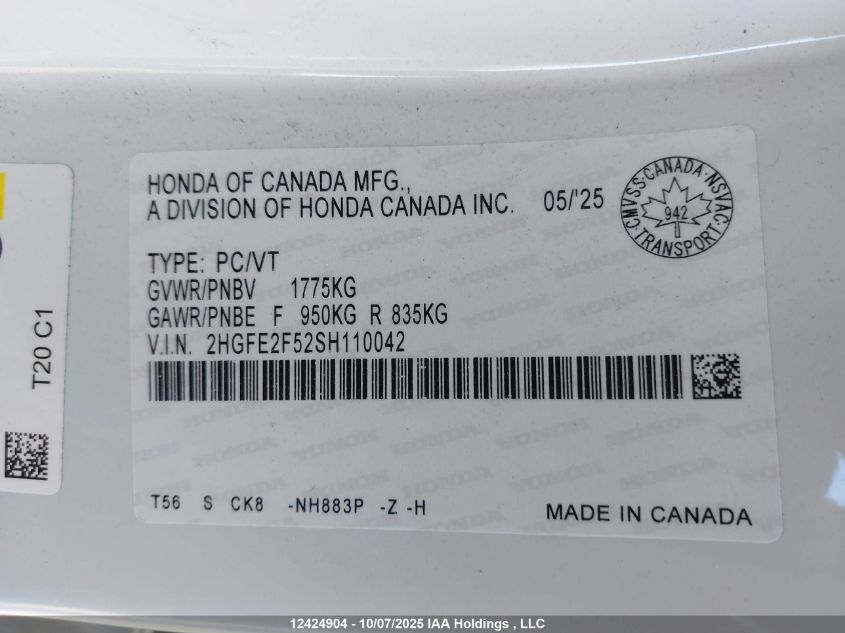 HONDA OF CANADA MFG.,
A DIVISION OF HONDA CANADA INC. 05/'25
CMVSS·CANADA·NSVAC·TRANSPORT·
942
TYPE: PC/VT
GVWR/PNBV 1775KG
GAWR/PNBE F 950KG R 835KG
V.I.N. 2HGFE2F52SH110042
T56 S CK8 -NH883P -Z -H
MADE IN CANADA
T20 C1
12424904 - 10/07/2025 IAA Holdings , LLC